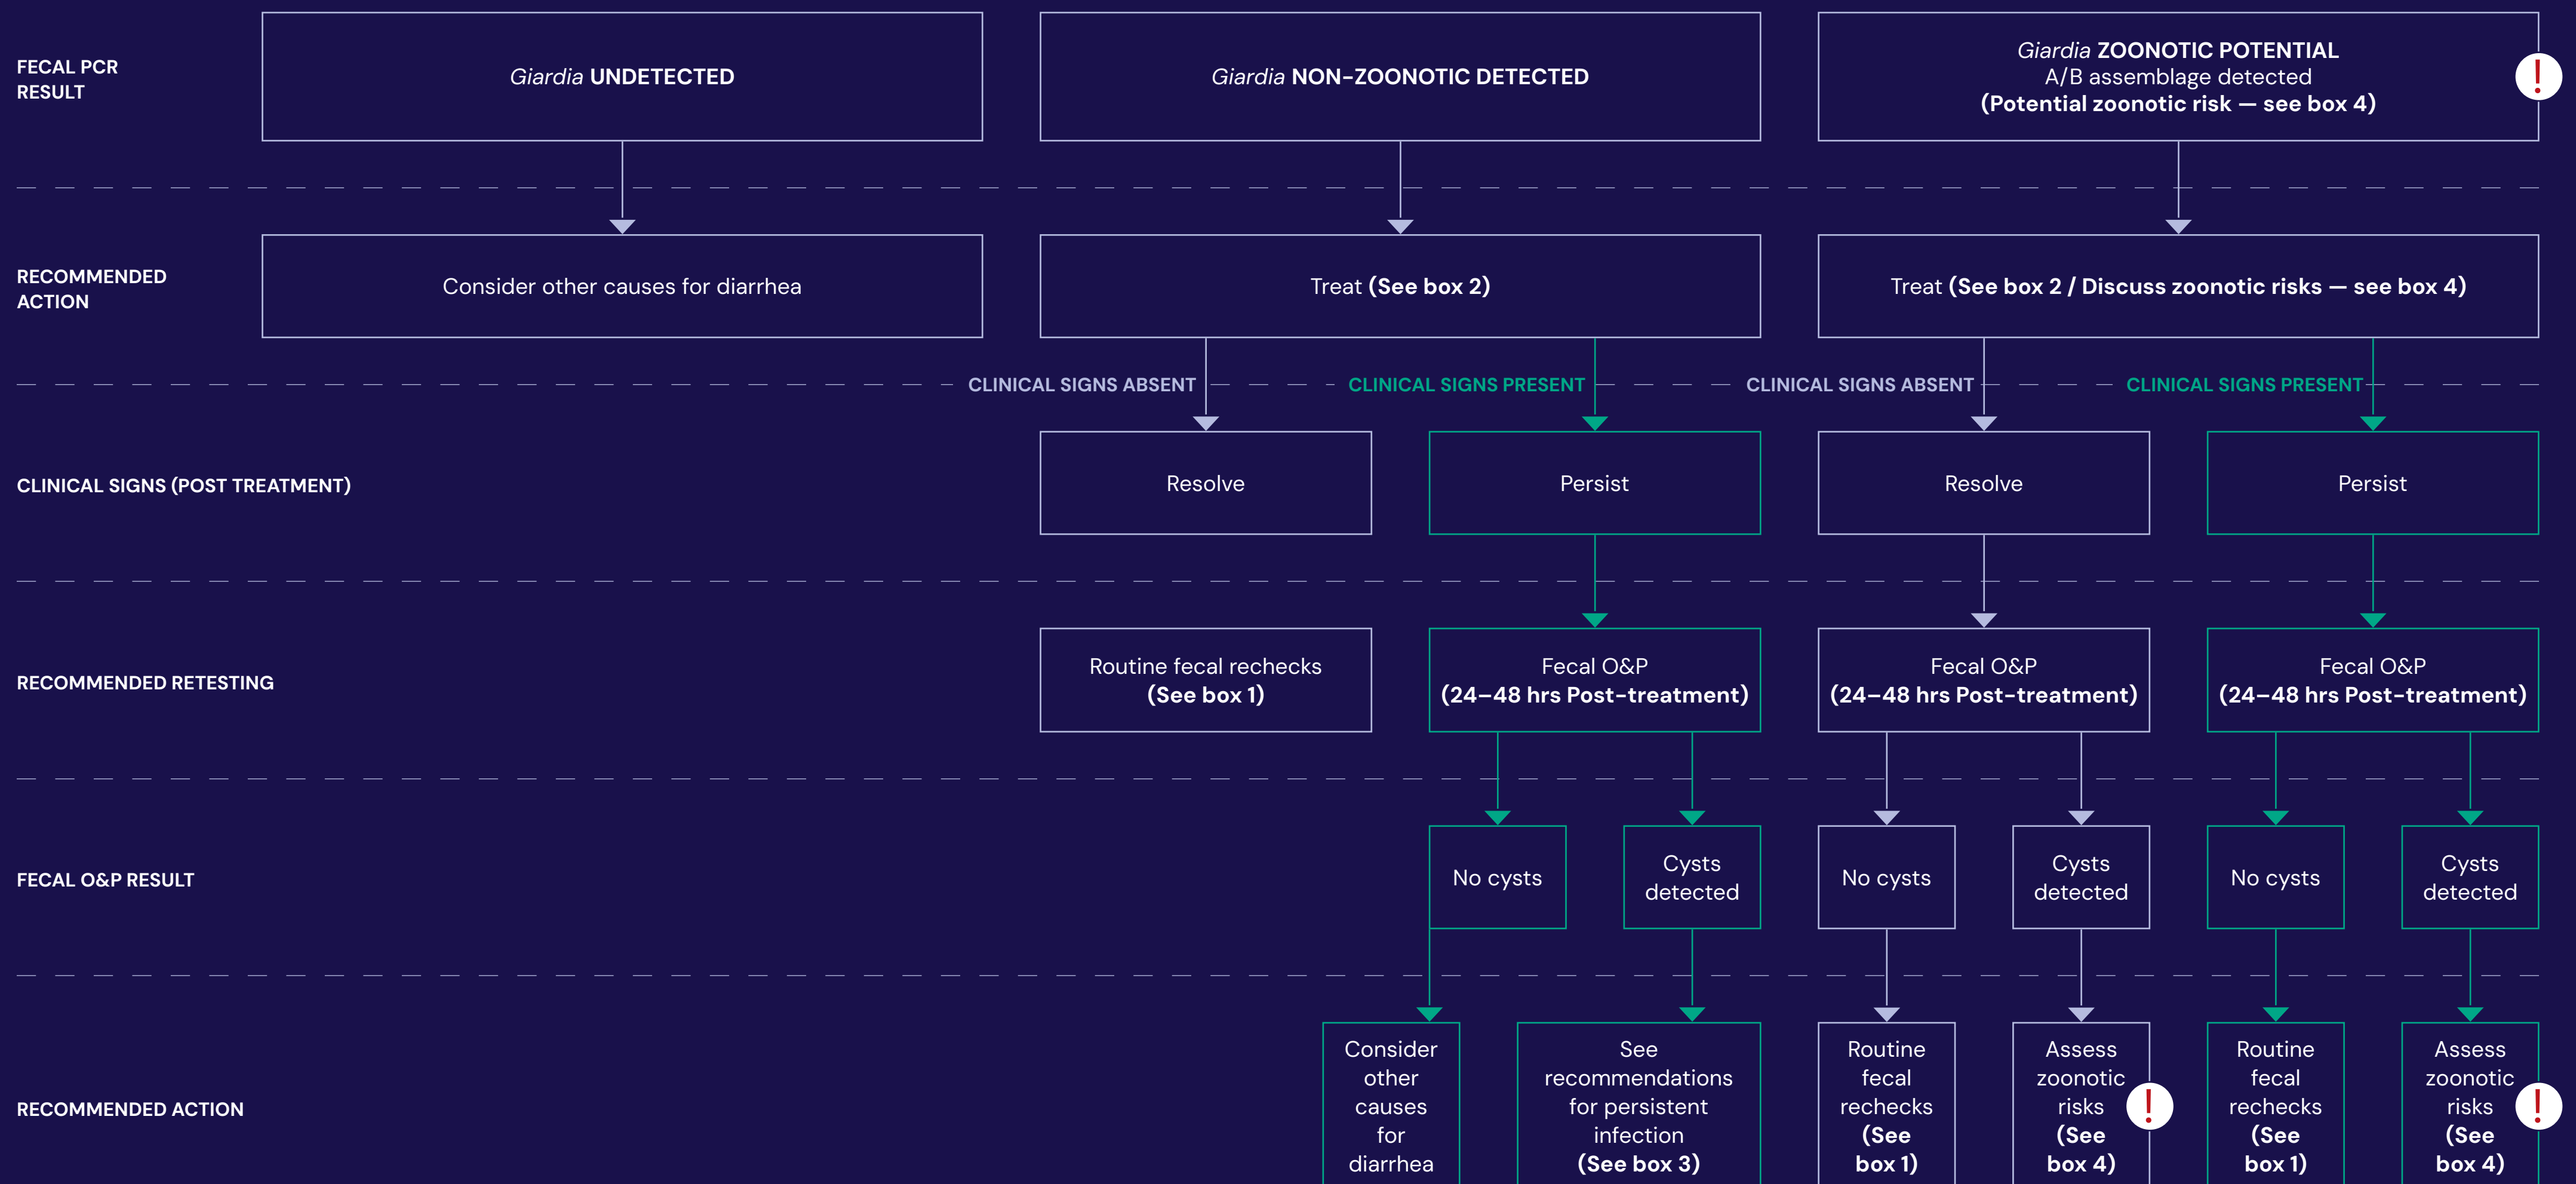 FECAL PCR
RESULT
Giardia UNDETECTED
Giardia NON-ZOONOTIC DETECTED
Giardia ZOONOTIC POTENTIAL
A/B assemblage detected
(Potential zoonotic risk — see box 4)
!
RECOMMENDED
ACTION
Consider other causes for diarrhea
Treat (See box 2)
Treat (See box 2 / Discuss zoonotic risks — see box 4)
CLINICAL SIGNS ABSENT
CLINICAL SIGNS PRESENT
CLINICAL SIGNS ABSENT
CLINICAL SIGNS PRESENT
CLINICAL SIGNS (POST TREATMENT)
Resolve
Persist
Resolve
Persist
RECOMMENDED RETESTING
Routine fecal rechecks
(See box 1)
Fecal O&P
(24–48 hrs Post-treatment)
Fecal O&P
(24–48 hrs Post-treatment)
Fecal O&P
(24–48 hrs Post-treatment)
FECAL O&P RESULT
No cysts
Cysts
detected
No cysts
Cysts
detected
No cysts
Cysts
detected
RECOMMENDED ACTION
Consider
other
causes
for
diarrhea
See
recommendations
for persistent
infection
(See box 3)
Routine
fecal
rechecks
(See
box 1)
Assess
zoonotic
risks
(See
box 4)
!
Routine
fecal
rechecks
(See
box 1)
Assess
zoonotic
risks
(See
box 4)
!